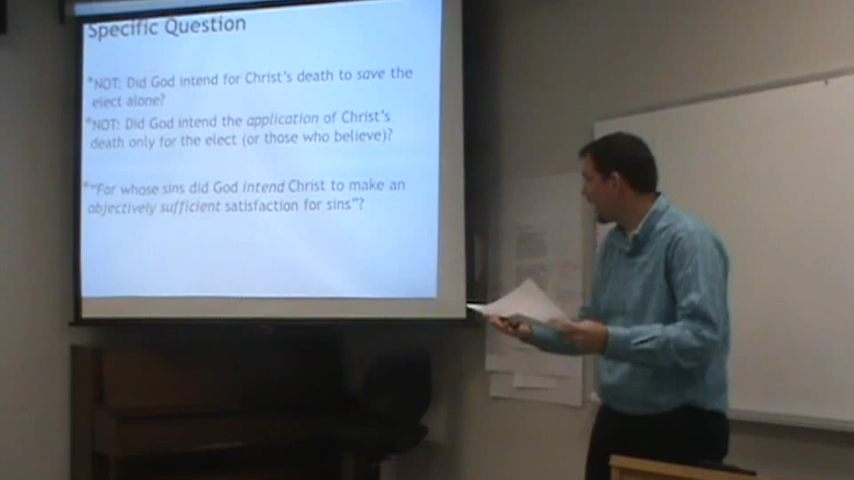 Specific Question
*NOT: Did God intend for Christ's death to save the
elect alone?
*NOT: Did God intend the application of Christ's
death only for the elect (or those who believe)?
*"For whose sins did God intend Christ to make an
objectively sufficient satisfaction for sins"?